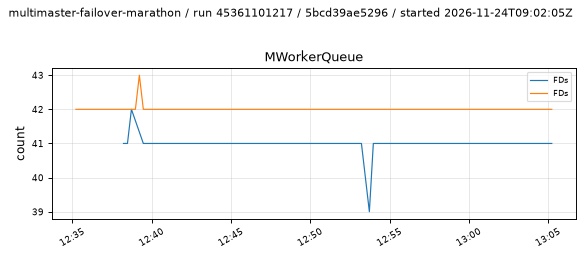 multimaster-failover-marathon / run 45361101217 / 5bcd39ae5296 / started 2026-11-24T09:02:05Z
MWorkerQueue
43
42
41
40
39
count
FDs
FDs
12:35
12:40
12:45
12:50
12:55
13:00
13:05